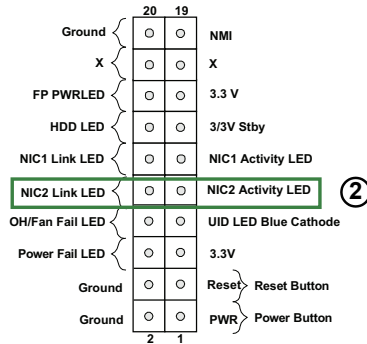 20 19
Ground NMI
X X
FP PWRLED 3.3 V
HDD LED 3/3V Stby
NIC1 Link LED NIC1 Activity LED
NIC2 Link LED NIC2 Activity LED 2
OH/Fan Fail LED UID LED Blue Cathode
Power Fail LED 3.3V
Ground Reset Reset Button
Ground PWR Power Button
2 1